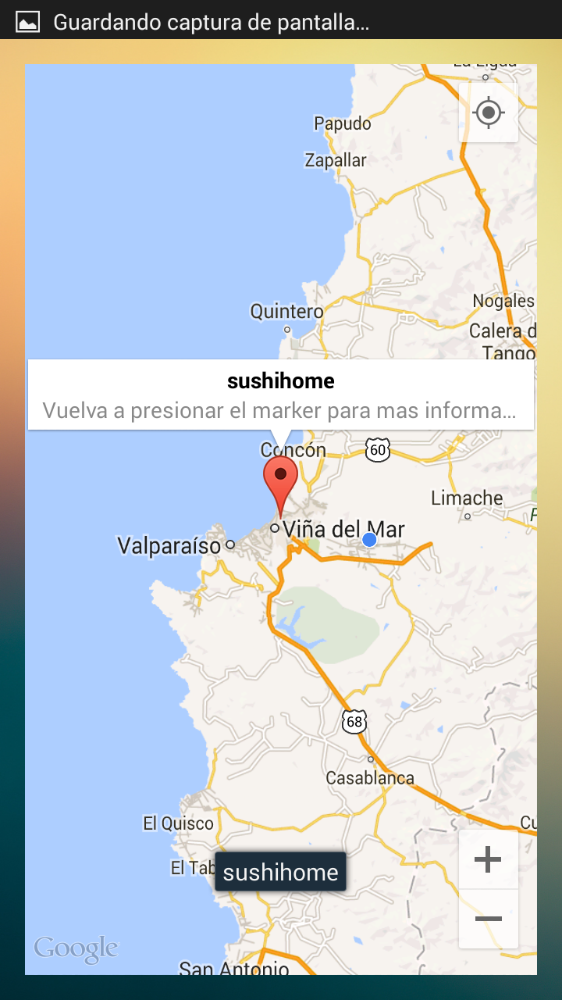 Guardando captura de pantalla...
La Ligua
Papudo
Zapallar
Nogales
Quintero
Calera d
Tango
sushihome
Vuelva a presionar el marker para mas informa...
Concón
60
Limache
P
Viña del Mar
Valparaíso
68
Casablanca
El Quisco
Cu
El Tab
sushihome
Google
San Antonio